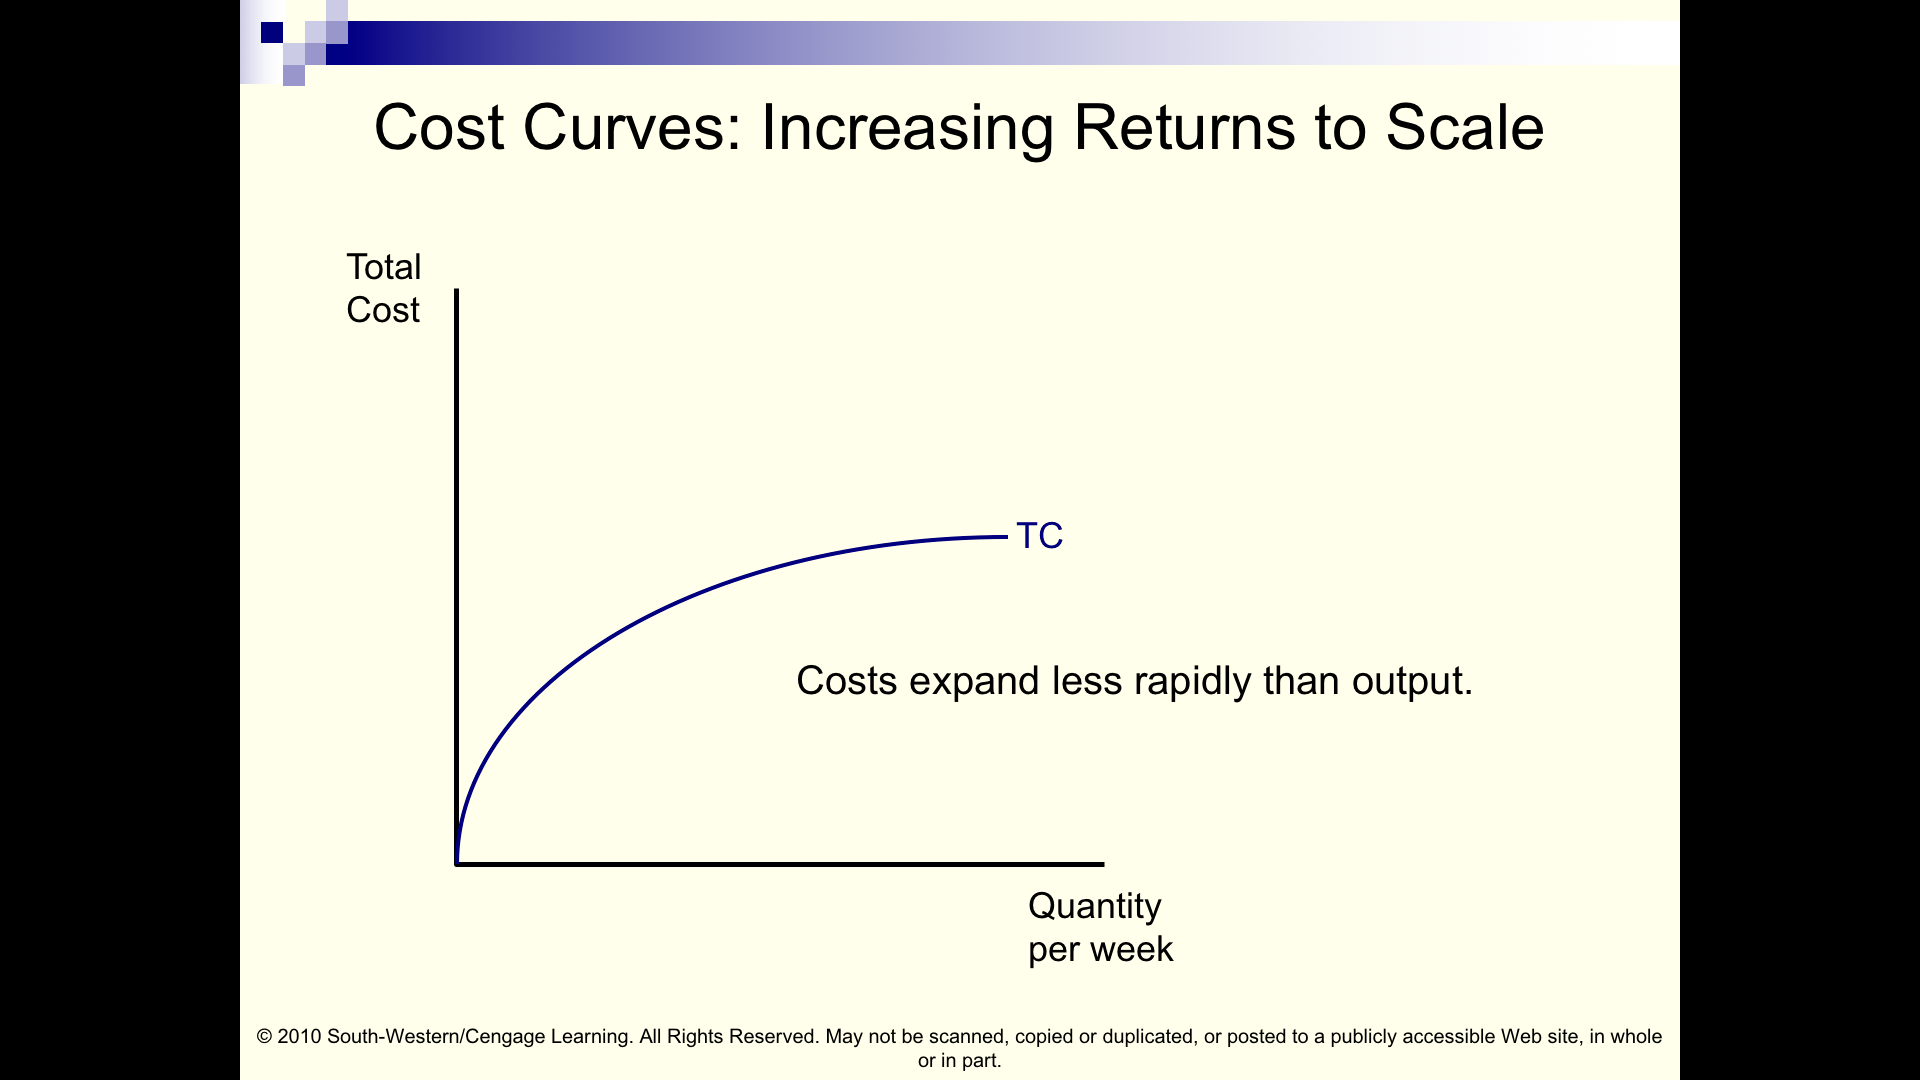 Cost Curves: Increasing Returns to Scale
Total
Cost
TC
Costs expand less rapidly than output.
Quantity
per week
© 2010 South-Western/Cengage Learning. All Rights Reserved. May not be scanned, copied or duplicated, or posted to a publicly accessible Web site, in whole
or in part.